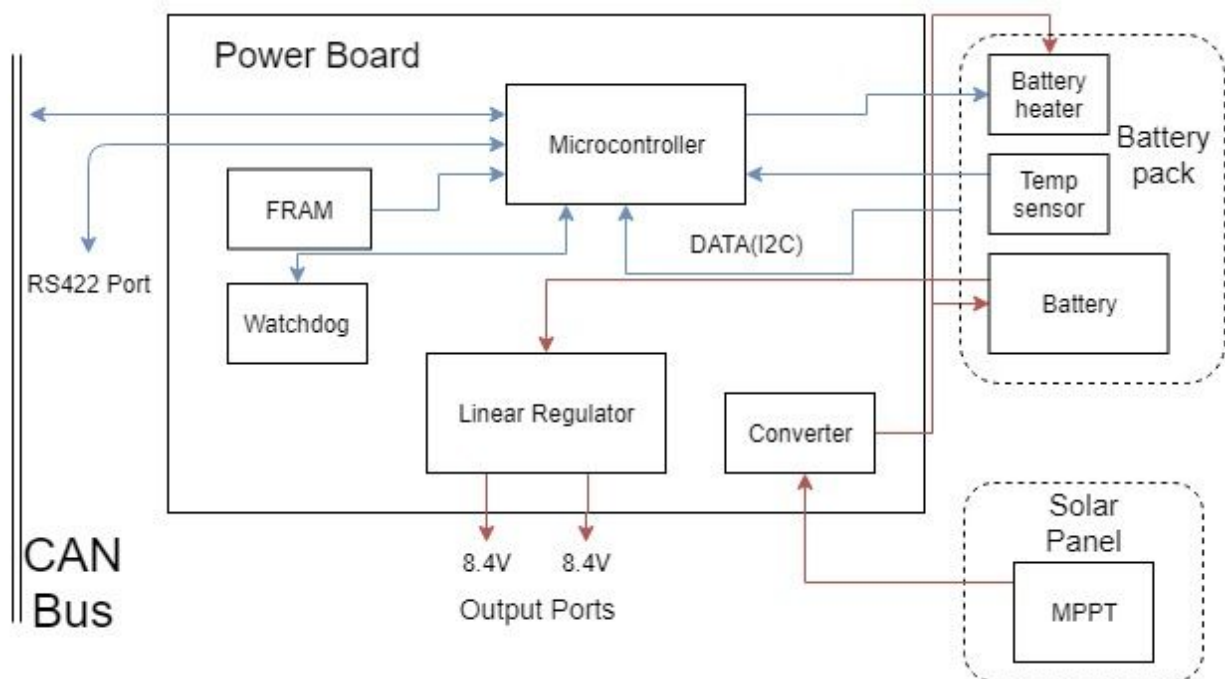 Power Board
Microcontroller
FRAM
Watchdog
RS422 Port
DATA(I2C)
Battery
heater
Temp
sensor
Battery
Battery
pack
Linear Regulator
Converter
8.4V
8.4V
Output Ports
CAN
Bus
Solar
Panel
MPPT